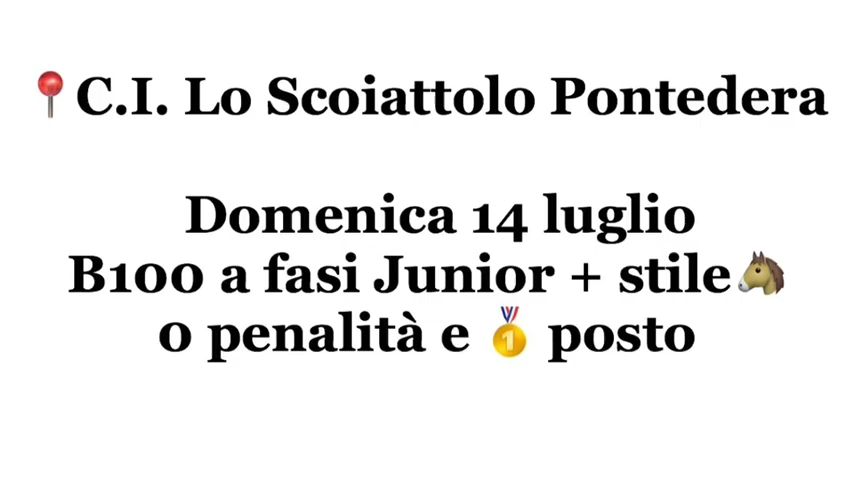 📍C.I. Lo Scoiattolo Pontedera
Domenica 14 luglio
B100 a fasi Junior + stile🐴
0 penalità e 🥇 posto